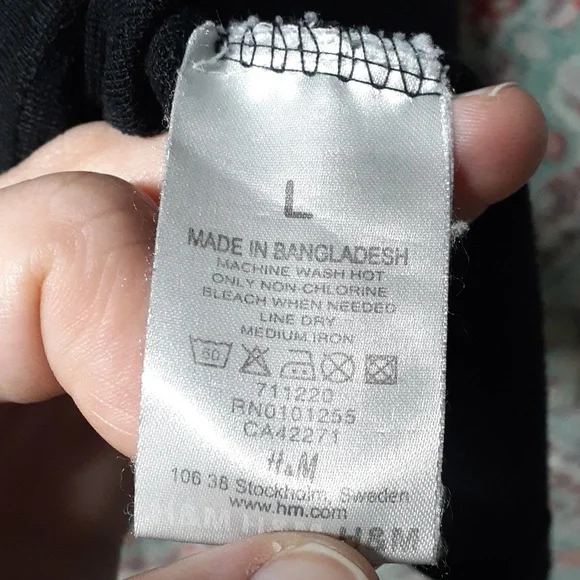 L
MADE IN BANGLADESH
MACHINE WASH HOT
ONLY NON-CHLORINE
BLEACH WHEN NEEDED
LINE DRY
MEDIUM IRON
60
711220
RN0101255
CA42271
H&M
106 38 Stockholm, Sweden
www.hm.com
H&M H&M H&M